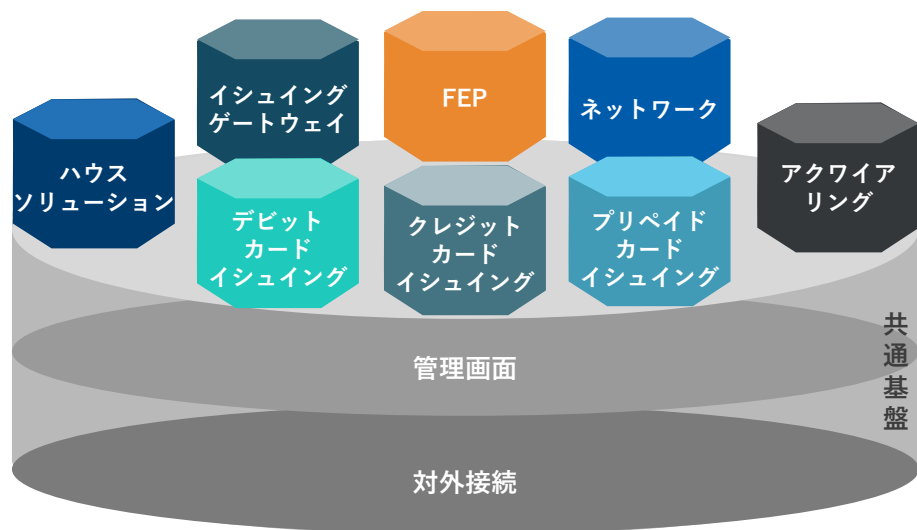 イシュイング
ゲートウェイ
FEP
ネットワーク
ハウス
ソリューション
アクワイア
リング
デビット
カード
イシュイング
クレジット
カード
イシュイング
プリペイド
カード
イシュイング
共通基盤
管理画面
対外接続